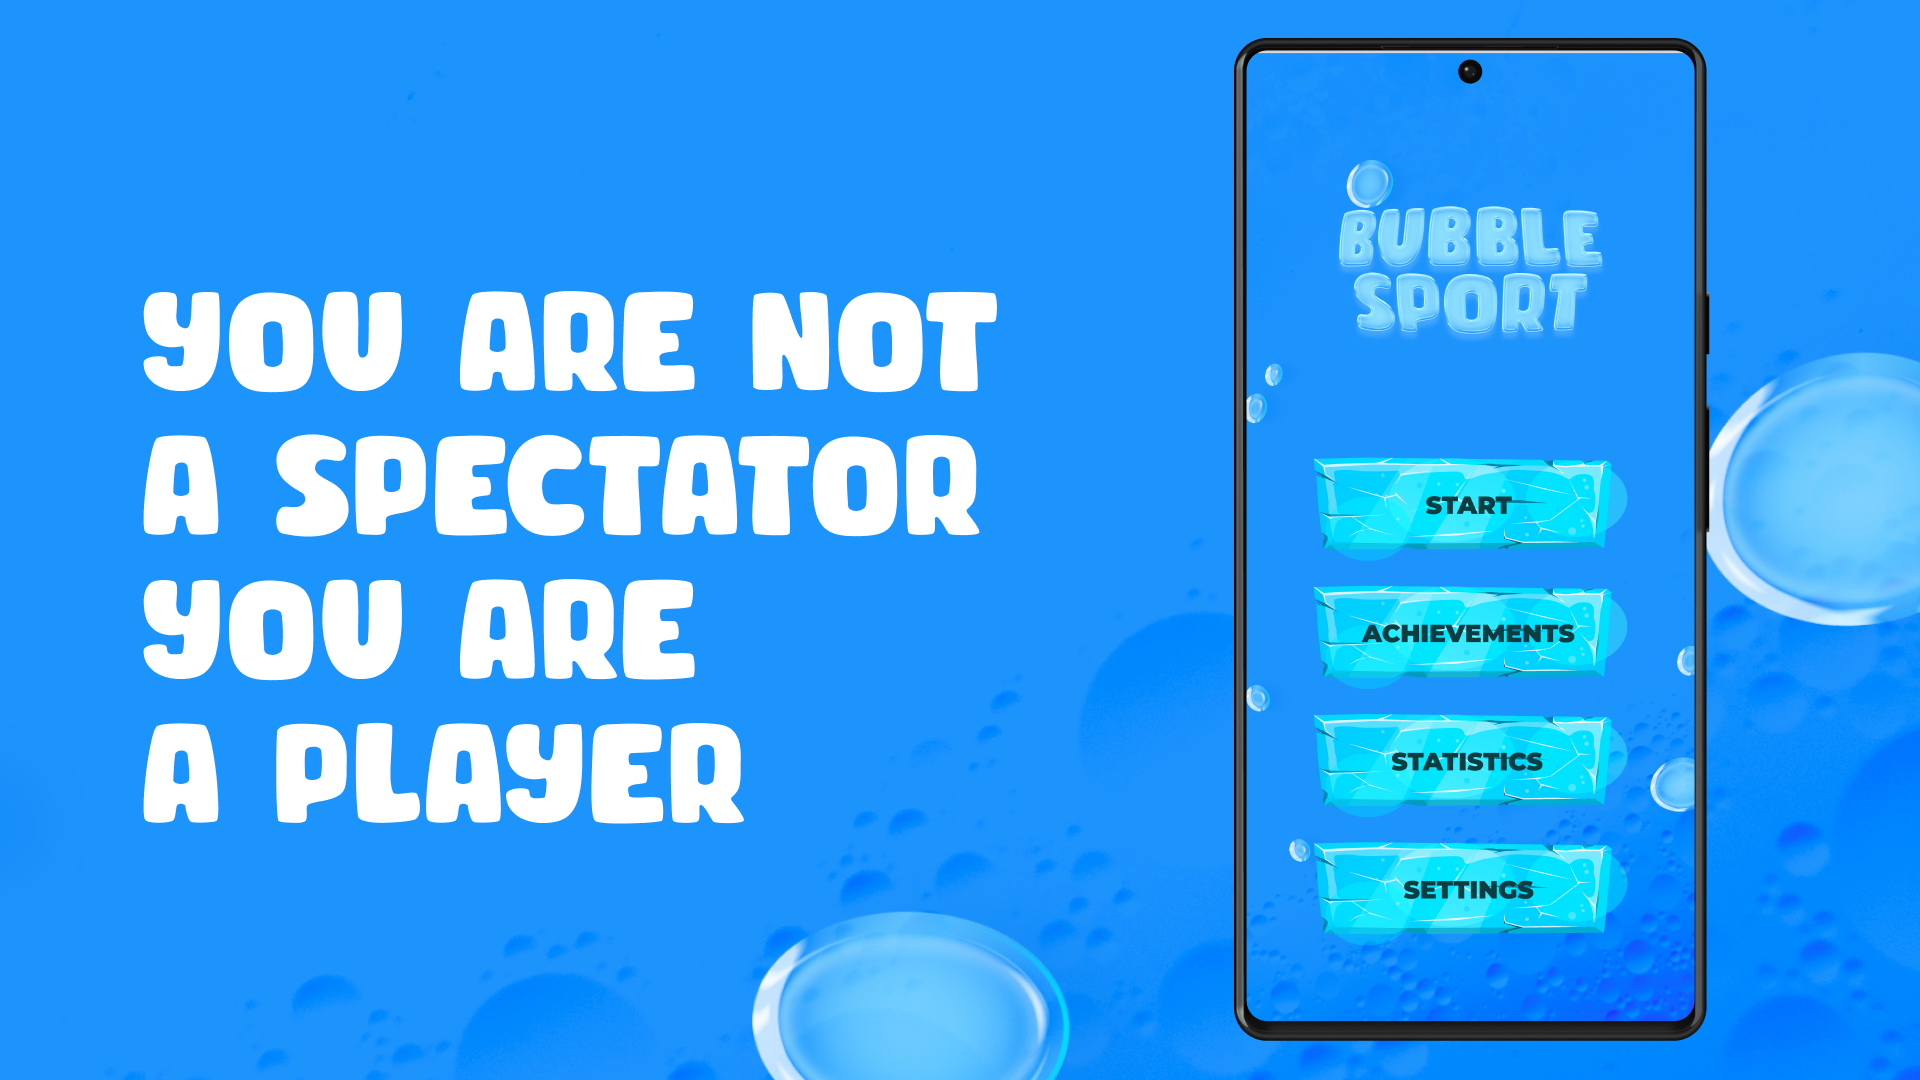 YOU ARE NOT
A SPECTATOR
YOU ARE
A PLAYER
BUBBLE
SPORT
START
ACHIEVEMENTS
STATISTICS
SETTINGS